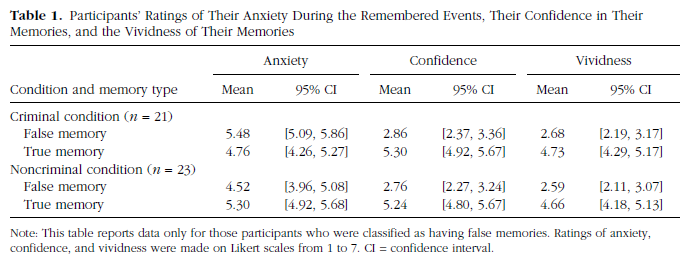 Table 1. Participants' Ratings of Their Anxiety During the Remembered Events, Their Confidence in Their
Memories, and the Vividness of Their Memories
Anxiety Confidence Vividness
Condition and memory type Mean 95% CI Mean 95% CI Mean 95% CI
Criminal condition (n = 21)
False memory 5.48 [5.09, 5.86] 2.86 [2.37, 3.36] 2.68 [2.19, 3.17]
True memory 4.76 [4.26, 5.27] 5.30 [4.92, 5.67] 4.73 [4.29, 5.17]
Noncriminal condition (n = 23)
False memory 4.52 [3.96, 5.08] 2.76 [2.27, 3.24] 2.59 [2.11, 3.07]
True memory 5.30 [4.92, 5.68] 5.24 [4.80, 5.67] 4.66 [4.18, 5.13]
Note: This table reports data only for those participants who were classified as having false memories. Ratings of anxiety,
confidence, and vividness were made on Likert scales from 1 to 7. CI = confidence interval.